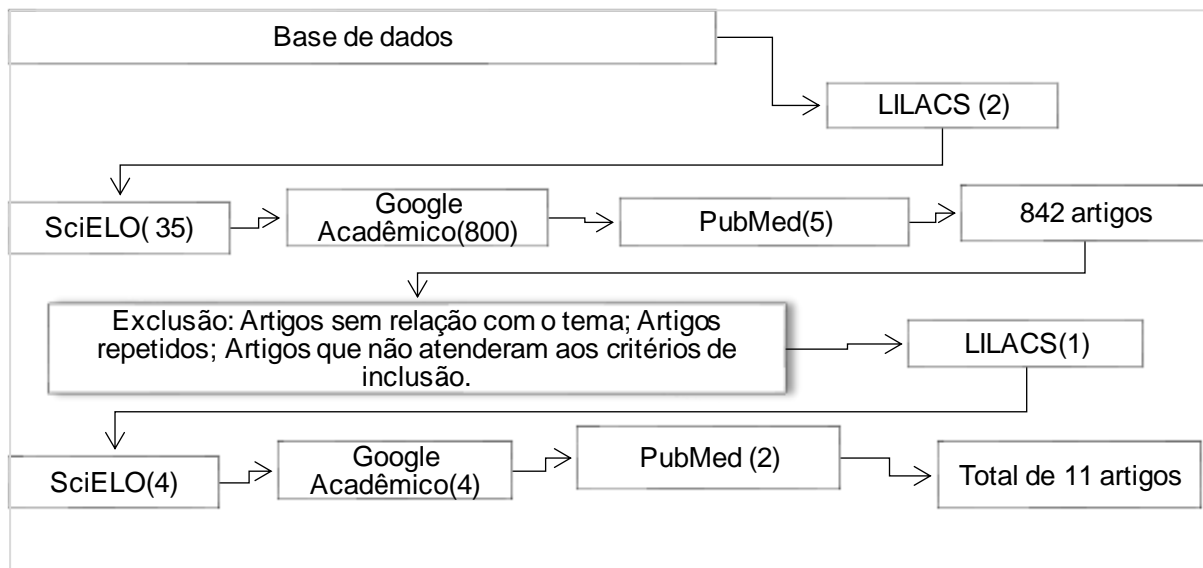 Base de dados
LILACS (2)
SciELO( 35)
Google
Acadêmico(800)
PubMed(5)
842 artigos
Exclusão: Artigos sem relação com o tema; Artigos
repetidos; Artigos que não atenderam aos critérios de
inclusão.
LILACS(1)
SciELO(4)
Google
Acadêmico(4)
PubMed (2)
Total de 11 artigos